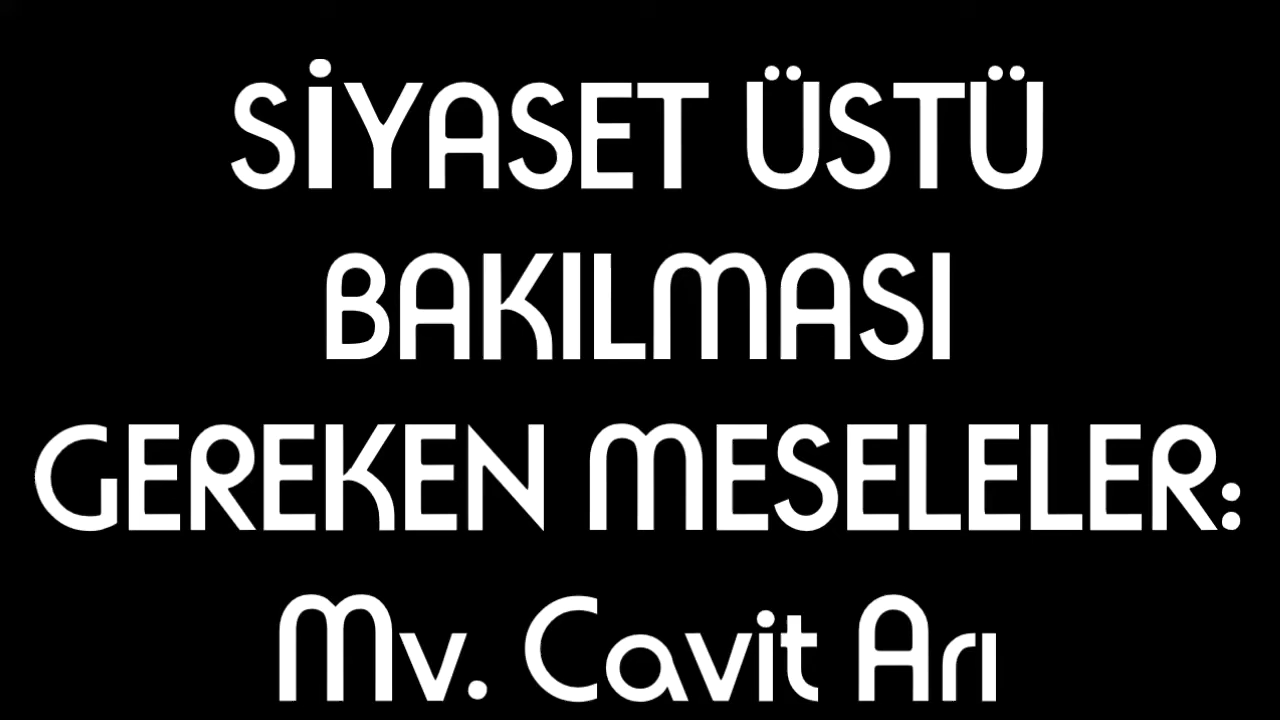 SİYASET ÜSTÜ
BAKILMASI
GEREKEN MESELELER:
Mv. Cavit Arı